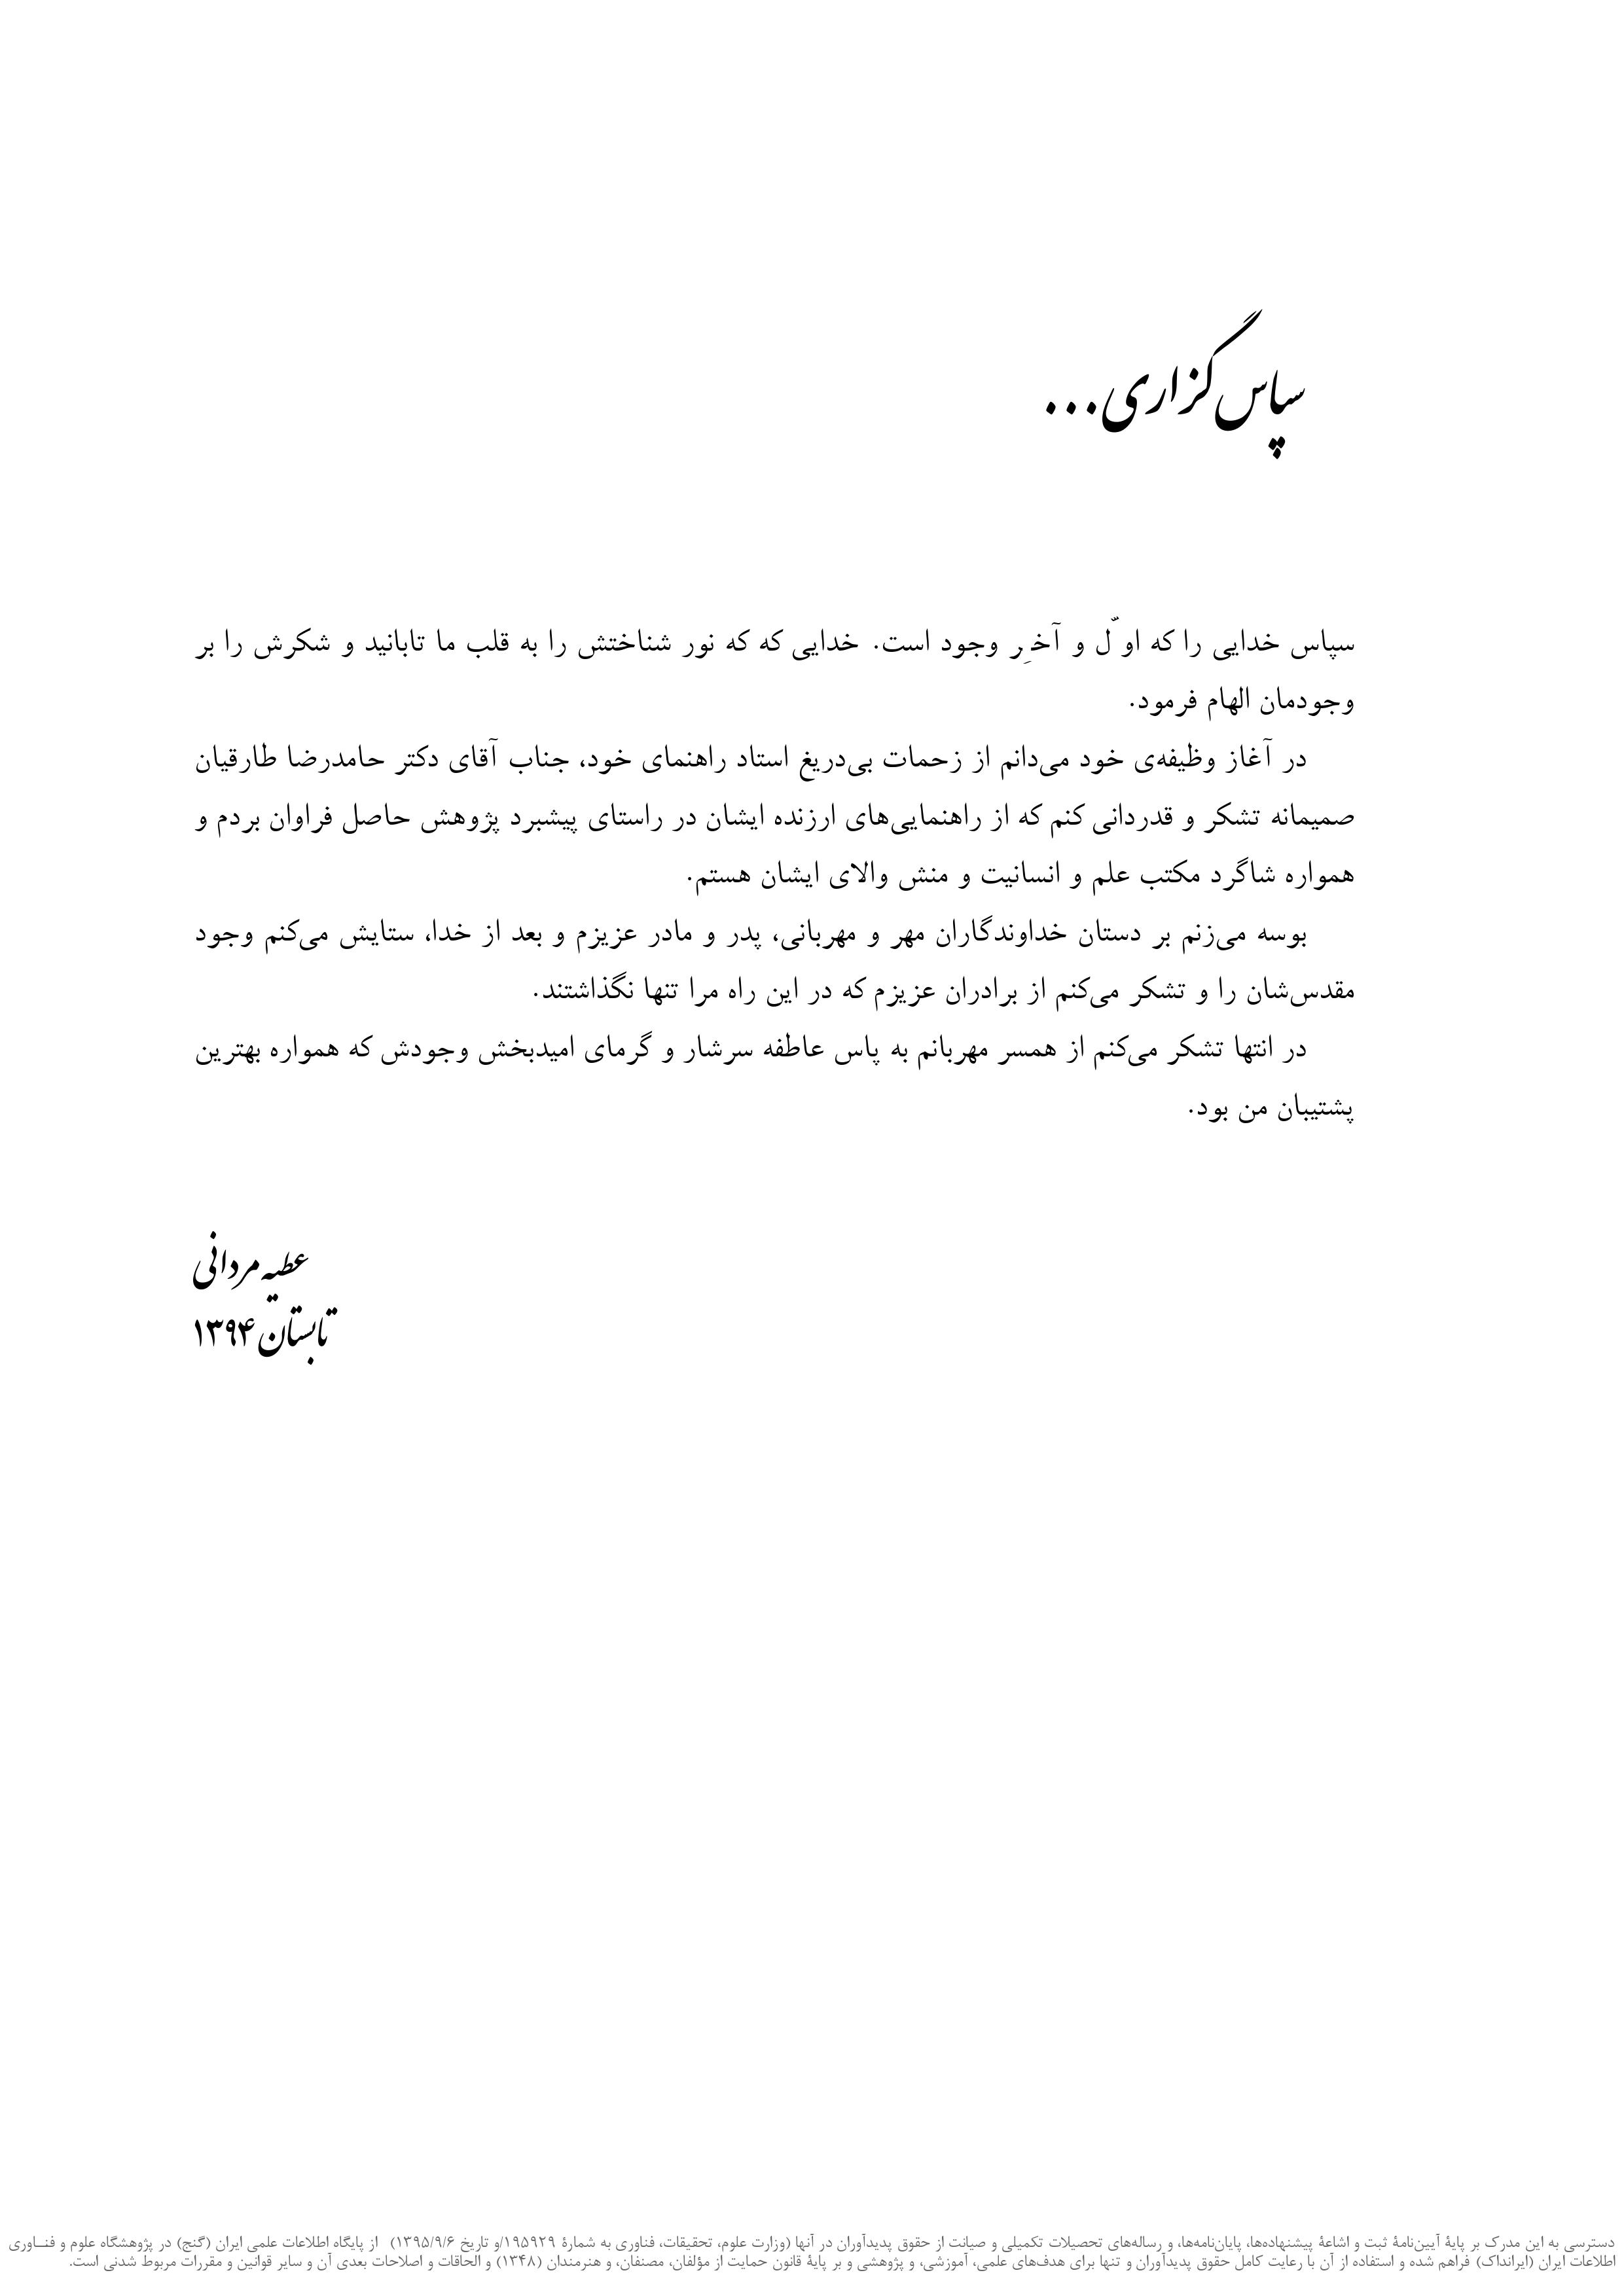 سپاس‌گزاری...
سپاس خدایی را که اوّل و آخِر وجود است. خدایی که که نور شناختش را به قلب ما تابانید و شکرش را بر
وجودمان الهام فرمود.
در آغاز وظیفه‌ی خود می‌دانم از زحمات بی‌دریغ استاد راهنمای خود، جناب آقای دکتر حامدرضا طارقیان
صمیمانه تشکر و قدردانی کنم که از راهنمایی‌های ارزنده ایشان در راستای پیشبرد پژوهش حاصل فراوان بردم و
همواره شاگرد مکتب علم و انسانیت و منش والای ایشان هستم.
بوسه می‌زنم بر دستان خداوندگاران مهر و مهربانی، پدر و مادر عزیزم و بعد از خدا، ستایش می‌کنم وجود
مقدس‌شان را و تشکر می‌کنم از برادران عزیزم که در این راه مرا تنها نگذاشتند.
در انتها تشکر می‌کنم از همسر مهربانم به پاس عاطفه سرشار و گرمای امیدبخش وجودش که همواره بهترین
پشتیبان من بود.
عطیه مردانی
تابستان ۱۳۹۴
دسترسی به این مدرک بر پایهٔ آیین‌نامهٔ ثبت و اشاعهٔ پیشنهاده‌ها، پایان‌نامه‌ها، و رساله‌های تحصیلات تکمیلی و صیانت از حقوق پدیدآوران در آنها (وزارت علوم، تحقیقات، فناوری به شمارهٔ ۱۹۵۹۲۹/و تاریخ ۱۳۹۵/۹/۶) از پایگاه اطلاعات علمی ایران (گنج) در پژوهشگاه علوم و فنــاوری
اطلاعات ایران (ایرانداک) فراهم شده و استفاده از آن با رعایت کامل حقوق پدیدآوران و تنها برای هدف‌های علمی، آموزشی، و پژوهشی و بر پایهٔ قانون حمایت از مؤلفان، مصنفان، و هنرمندان (۱۳۴۸) و الحاقات و اصلاحات بعدی آن و سایر قوانین و مقررات مربوط شدنی است.